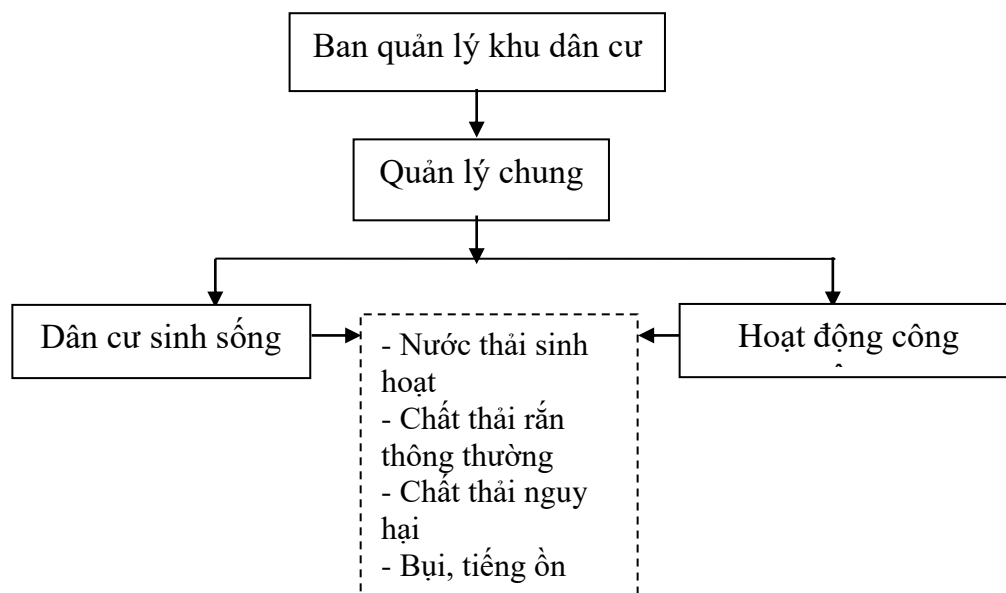 Ban quản lý khu dân cư
Quản lý chung
Dân cư sinh sống
- Nước thải sinh
hoạt
- Chất thải rắn
thông thường
- Chất thải nguy
hại
- Bụi, tiếng ồn
Hoạt động công